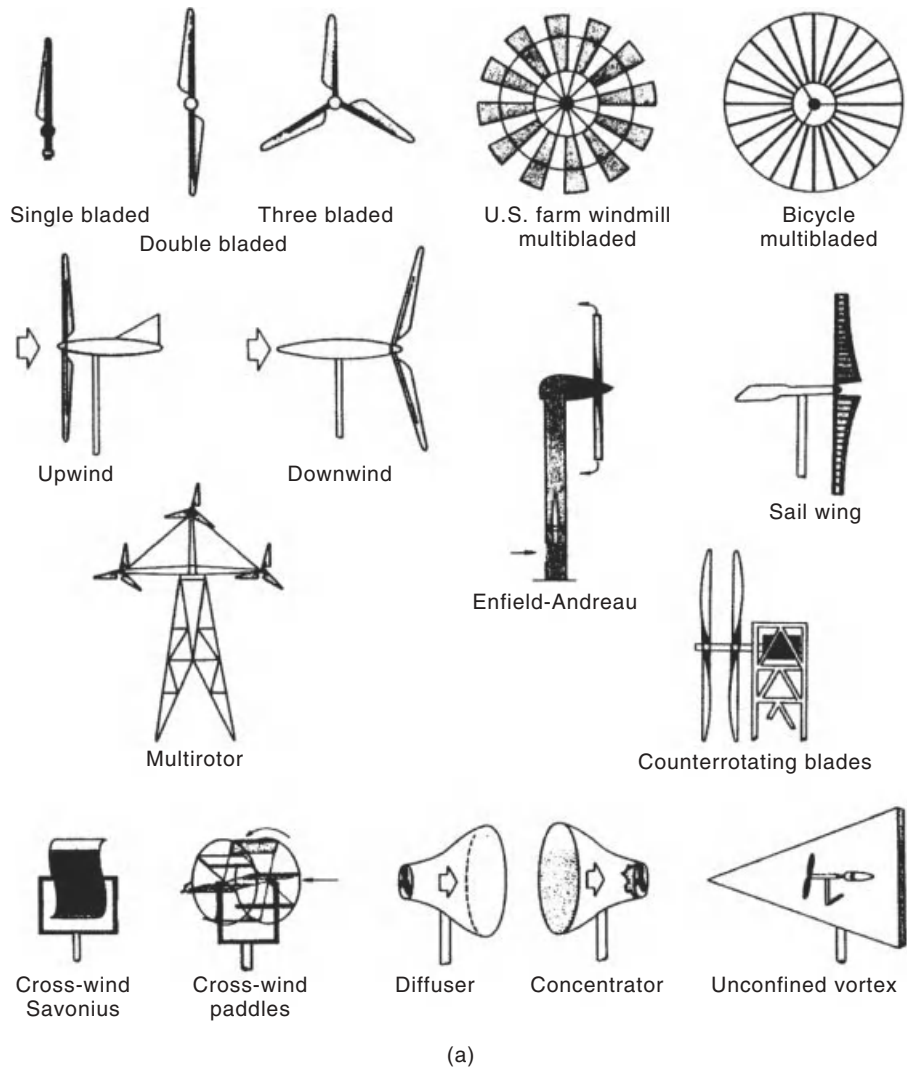 Single bladed
Double bladed
Three bladed
U.S. farm windmill
multibladed
Bicycle
multibladed
Upwind
Downwind
Enfield-Andreau
Sail wing
Multirotor
Counterrotating blades
Cross-wind
Savonius
Cross-wind
paddles
Diffuser
Concentrator
Unconfined vortex
(a)